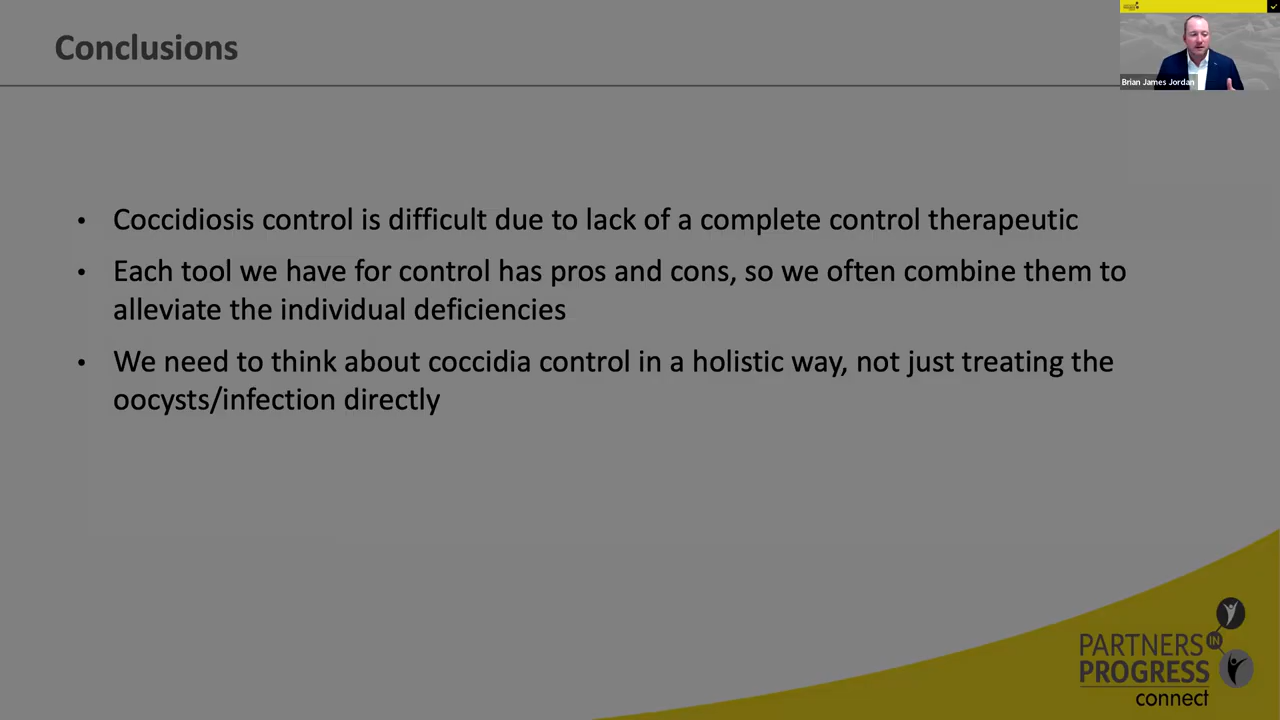 Conclusions
Brian James Jordan
• Coccidiosis control is difficult due to lack of a complete control therapeutic
• Each tool we have for control has pros and cons, so we often combine them to
alleviate the individual deficiencies
• We need to think about coccidia control in a holistic way, not just treating the
oocysts/infection directly
PARTNERS IN
PROGRESS
connect